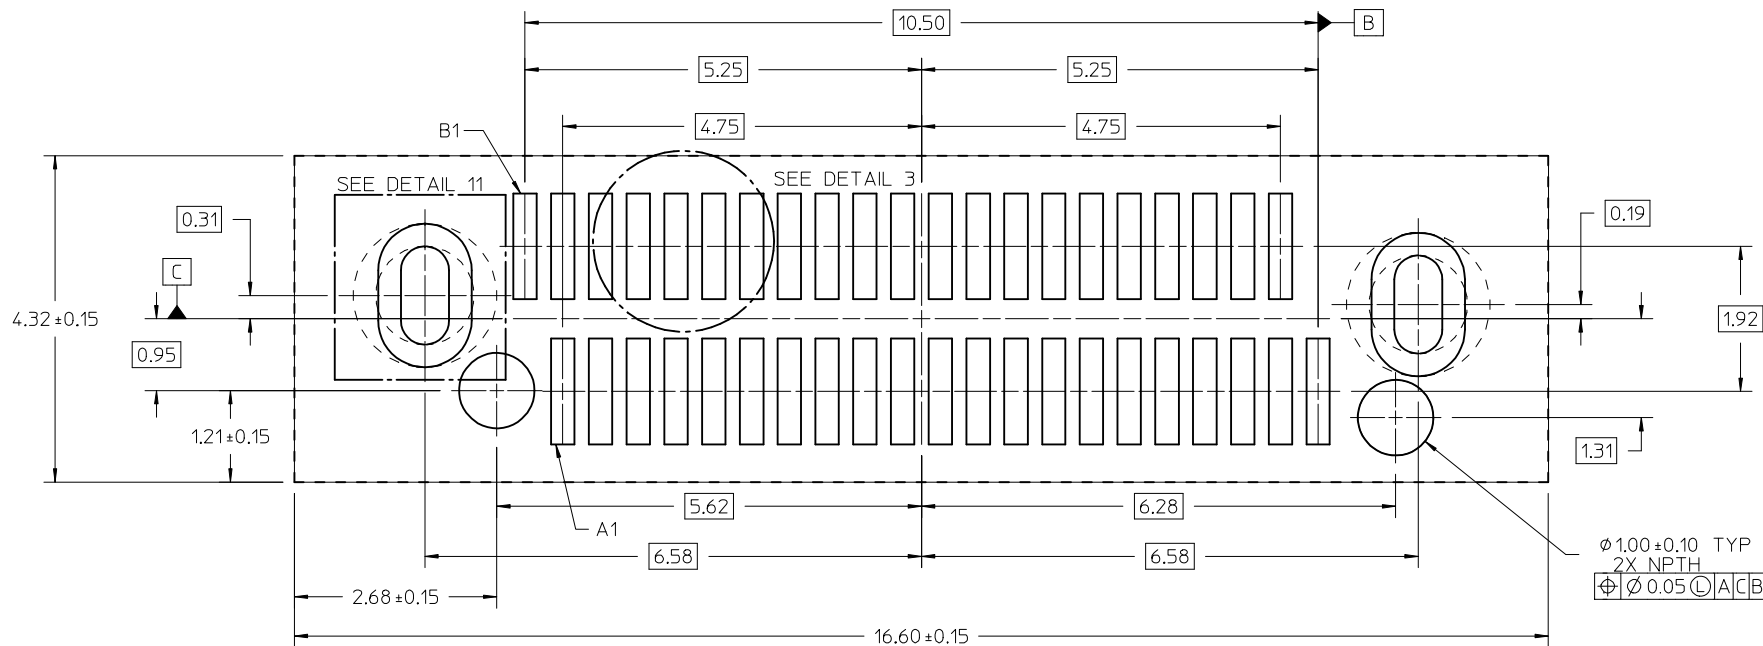 10.50
B
5.25
5.25
4.75
4.75
B1
SEE DETAIL 11
SEE DETAIL 3
0.31
0.19
C
4.32±0.15
1.92
0.95
1.21±0.15
1.31
5.62
6.28
A1
6.58
6.58
⌀1.00±0.10 TYP
2X NPTH
⌖ ⌀ 0.05 Ⓛ A C B
2.68±0.15
16.60±0.15